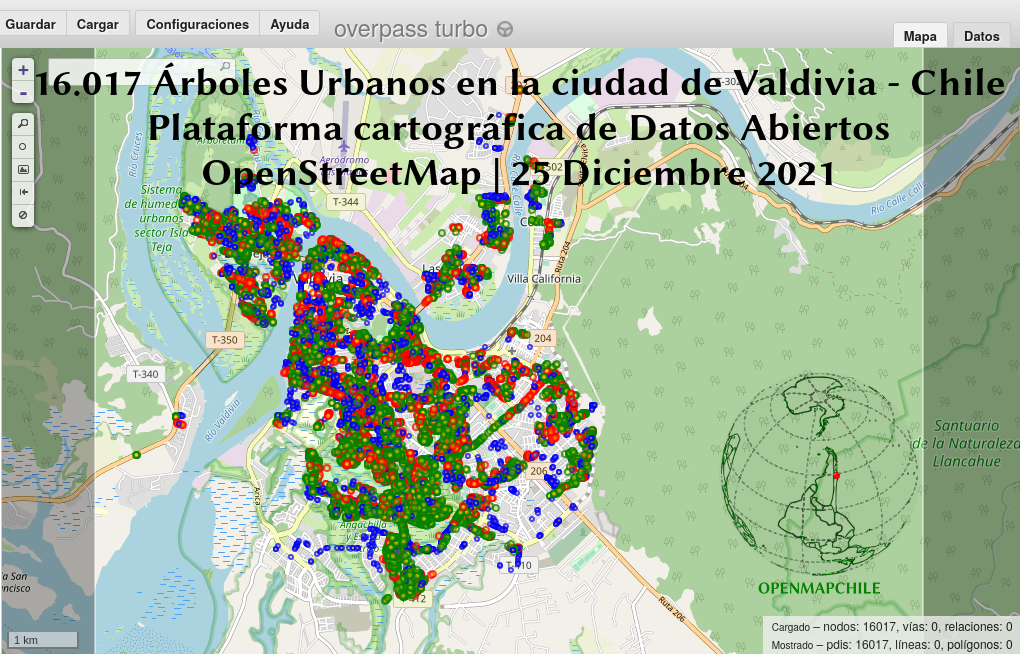 Guardar Cargar Configuraciones Ayuda overpass turbo
Mapa Datos
16.017 Árboles Urbanos en la ciudad de Valdivia - Chile
Plataforma cartográfica de Datos Abiertos
OpenStreetMap | 25 Diciembre 2021
Río Cruces
Aeródromo
T-344
Sistema
de humedales
urbanos
sector Isla
Teja
Río Calle Calle
Ruta 204
Villa California
T-350
204
T-340
Río Valdivia
206
Santuario
de la Naturaleza
Llancahue
Arica
Angachilla
Ruta 206
OPENMAPCHILE
1 km
Cargado – nodos: 16017, vías: 0, relaciones: 0
Mostrado – pdis: 16017, líneas: 0, polígonos: 0